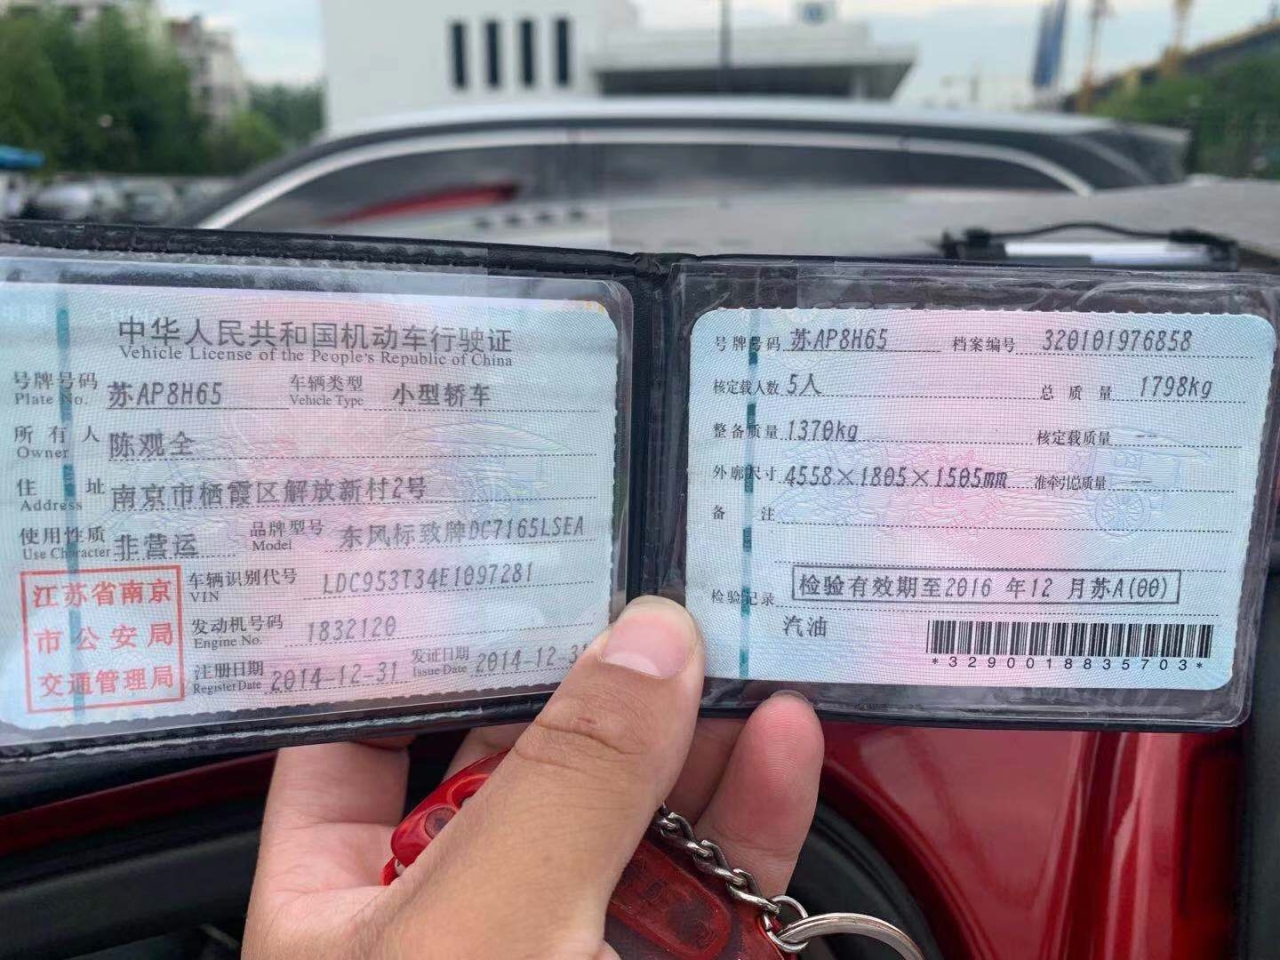 中华人民共和国机动车行驶证
Vehicle License of the People's Republic of China
号牌号码 苏AP8H65 车辆类型 小型轿车
Plate No. Vehicle Type
所有人 陈观全
Owner
住址 南京市栖霞区解放新村2号
Address
使用性质 非营运 品牌型号 东风标致牌DC7165LSEA
Use Character Model
江苏省南京
市公安局
交通管理局
车辆识别代号 LDC953T34E1097281
VIN
发动机号码 1832120
Engine No.
注册日期 2014-12-31 发证日期 2014-12-31
Register Date Issue Date
号牌号码 苏AP8H65 档案编号 320101976858
核定载人数 5人 总质量 1798kg
整备质量 1370kg 核定载质量 --
外廓尺寸 4558×1805×1505mm 准牵引总质量 --
备注
检验记录 检验有效期至2016年12月苏A(00)
汽油
*3290018835703*